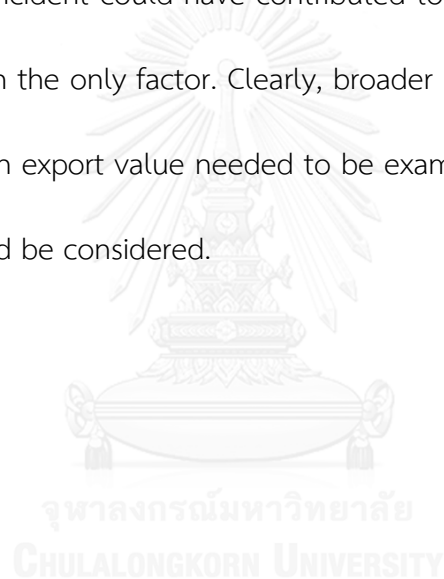 ncident could have contributed to
the only factor. Clearly, broader
export value needed to be exam
be considered.
จุฬาลงกรณ์มหาวิทยาลัย
CHULALONGKORN UNIVERSITY